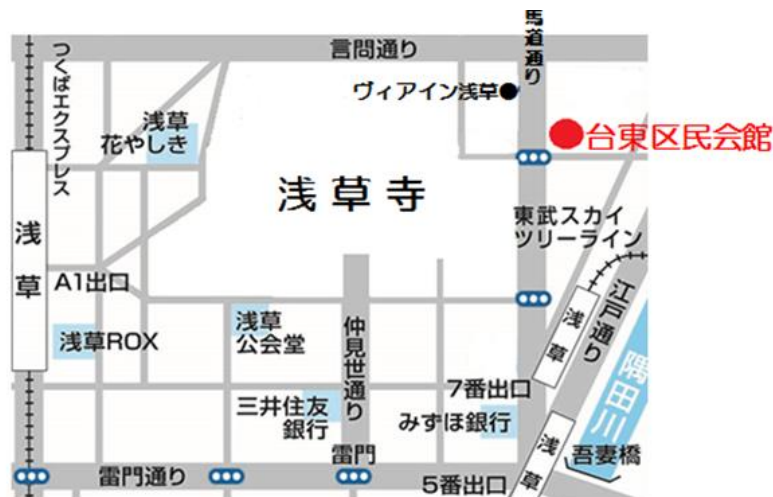 馬道通り
言問通り
つくばエクスプレス
ヴィアイン浅草
浅草
花やしき
台東区民会館
浅草寺
東武スカイ
ツリーライン
浅草
A1出口
江戸通り
浅草
公会堂
仲見世通り
浅草ROX
浅草
隅田川
7番出口
三井住友
銀行
みずほ銀行
雷門
雷門通り
浅草
吾妻橋
5番出口